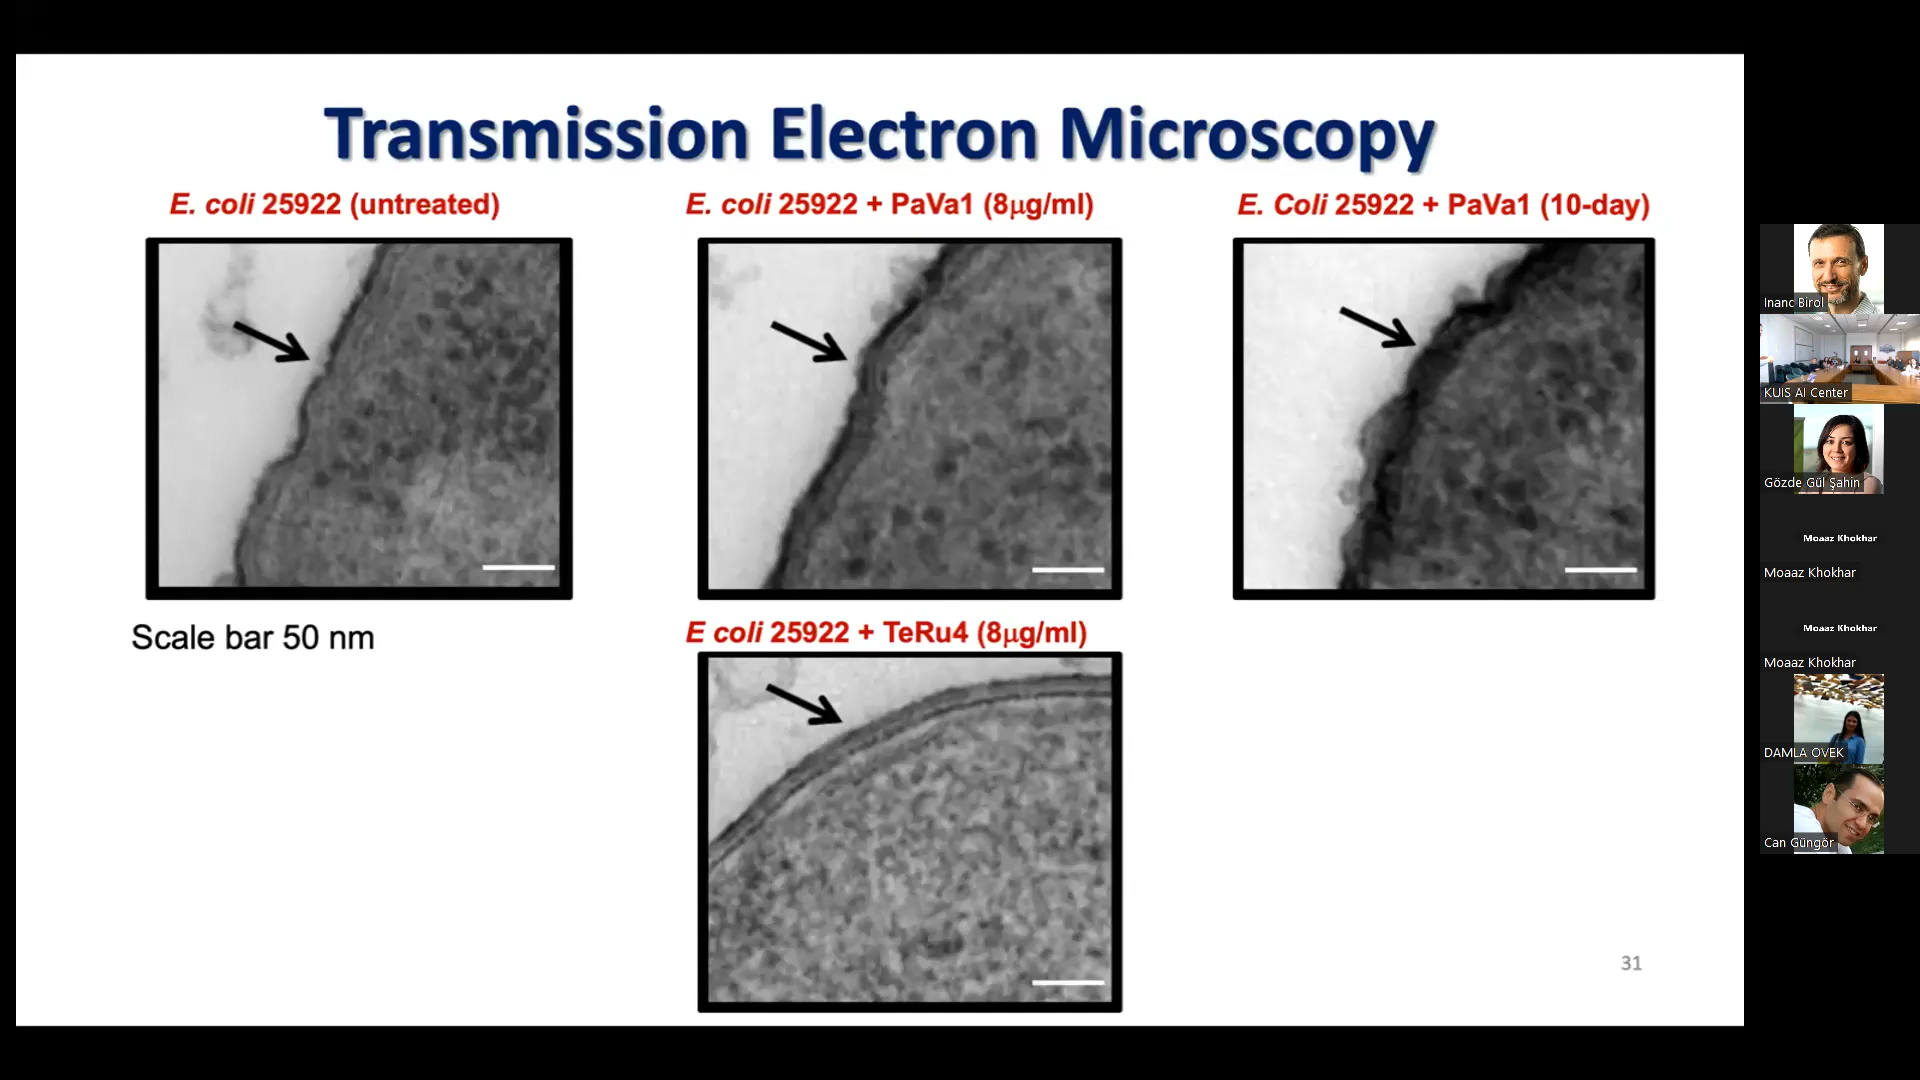 Transmission Electron Microscopy
E. coli 25922 (untreated)
E. coli 25922 + PaVa1 (8μg/ml)
E. Coli 25922 + PaVa1 (10-day)
Scale bar 50 nm
E coli 25922 + TeRu4 (8μg/ml)
31
Inanc Birol
KUIS AI Center
Gözde Gül Şahin
Moaaz Khokhar
Moaaz Khokhar
Moaaz Khokhar
Moaaz Khokhar
DAMLA OVEK
Can Güngör